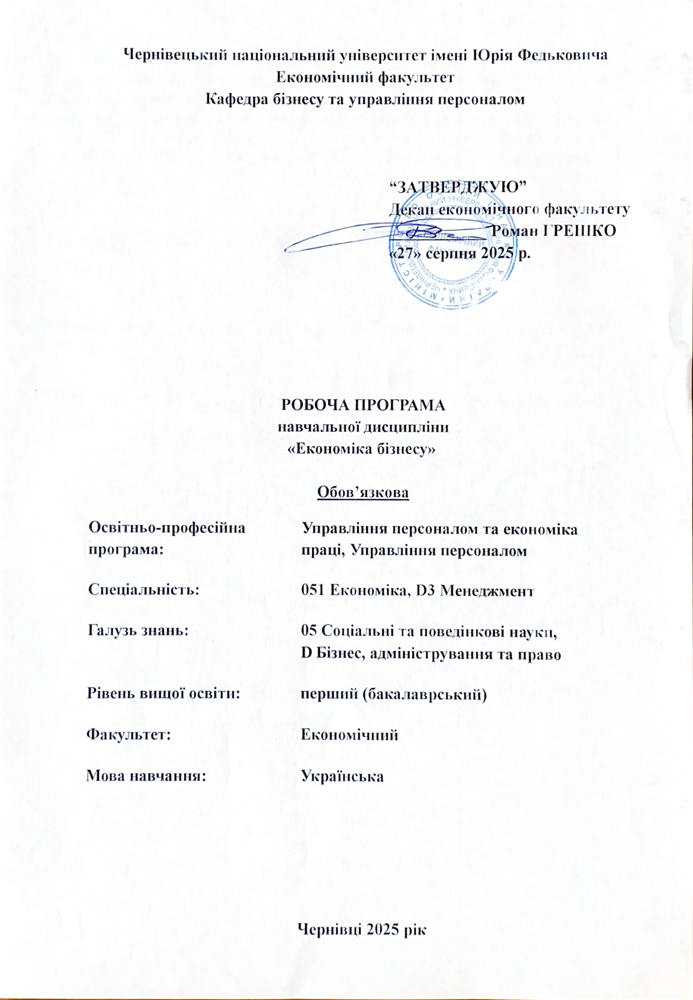 Чернівецький національний університет імені Юрія Федьковича
Економічний факультет
Кафедра бізнесу та управління персоналом
“ЗАТВЕРДЖУЮ”
Декан економічного факультету
Роман ГРЕШКО
«27» серпня 2025 р.
РОБОЧА ПРОГРАМА
навчальної дисципліни
«Економіка бізнесу»
Обов’язкова
Освітньо-професійна програма: Управління персоналом та економіка праці, Управління персоналом
Спеціальність: 051 Економіка, D3 Менеджмент
Галузь знань: 05 Соціальні та поведінкові науки,
D Бізнес, адміністрування та право
Рівень вищої освіти: перший (бакалаврський)
Факультет: Економічний
Мова навчання: Українська
Чернівці 2025 рік